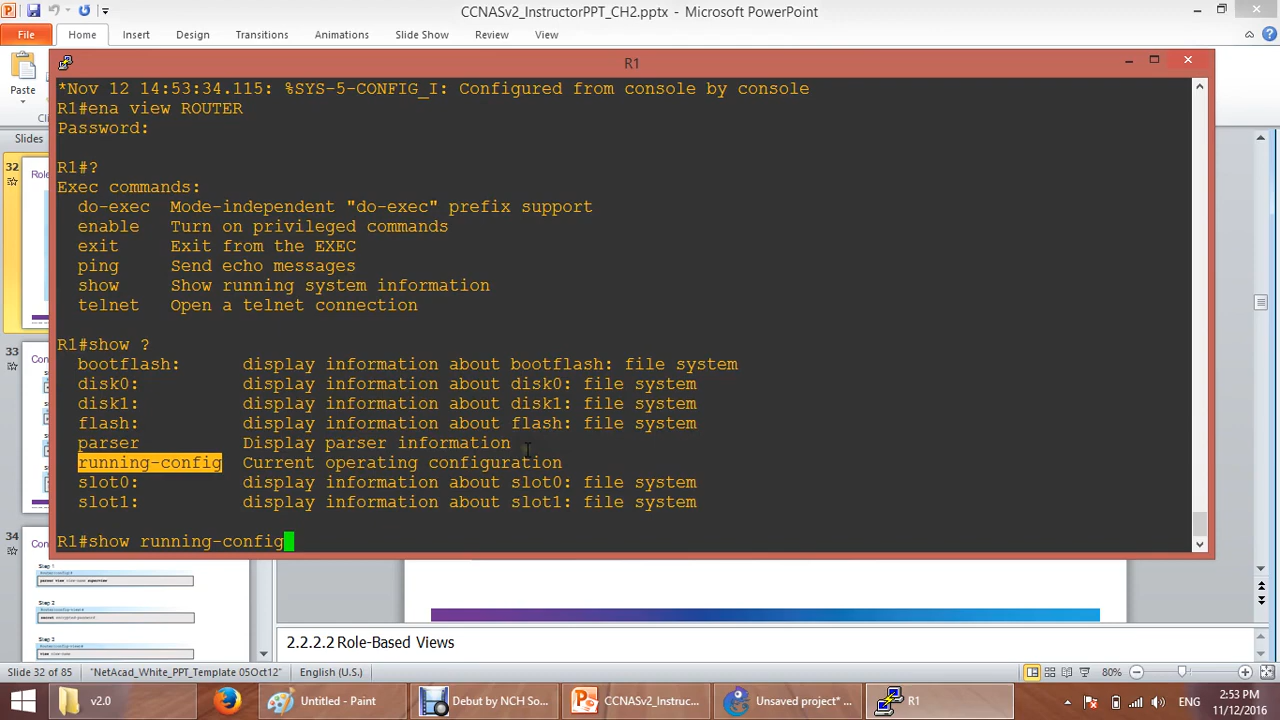 CCNASv2_InstructorPPT_CH2.pptx - Microsoft PowerPoint
File Home Insert Design Transitions Animations Slide Show Review View
Paste
Slides
R1
*Nov 12 14:53:34.115: %SYS-5-CONFIG_I: Configured from console by console
R1#ena view ROUTER
Password:
R1#?
Exec commands:
do-exec Mode-independent "do-exec" prefix support
enable Turn on privileged commands
exit Exit from the EXEC
ping Send echo messages
show Show running system information
telnet Open a telnet connection
R1#show ?
bootflash: display information about bootflash: file system
disk0: display information about disk0: file system
disk1: display information about disk1: file system
flash: display information about flash: file system
parser Display parser information
running-config Current operating configuration
slot0: display information about slot0: file system
slot1: display information about slot1: file system
R1#show running-config
32
33
34
Step 1
Step 2
2.2.2.2 Role-Based Views
Slide 32 of 85 "NetAcad_White_PPT_Template 05Oct12" English (U.S.) 80%
v2.0 Untitled - Paint Debut by NCH So... CCNASv2_Instruc... Unsaved project* ... R1 ENG
2:53 PM
11/12/2016